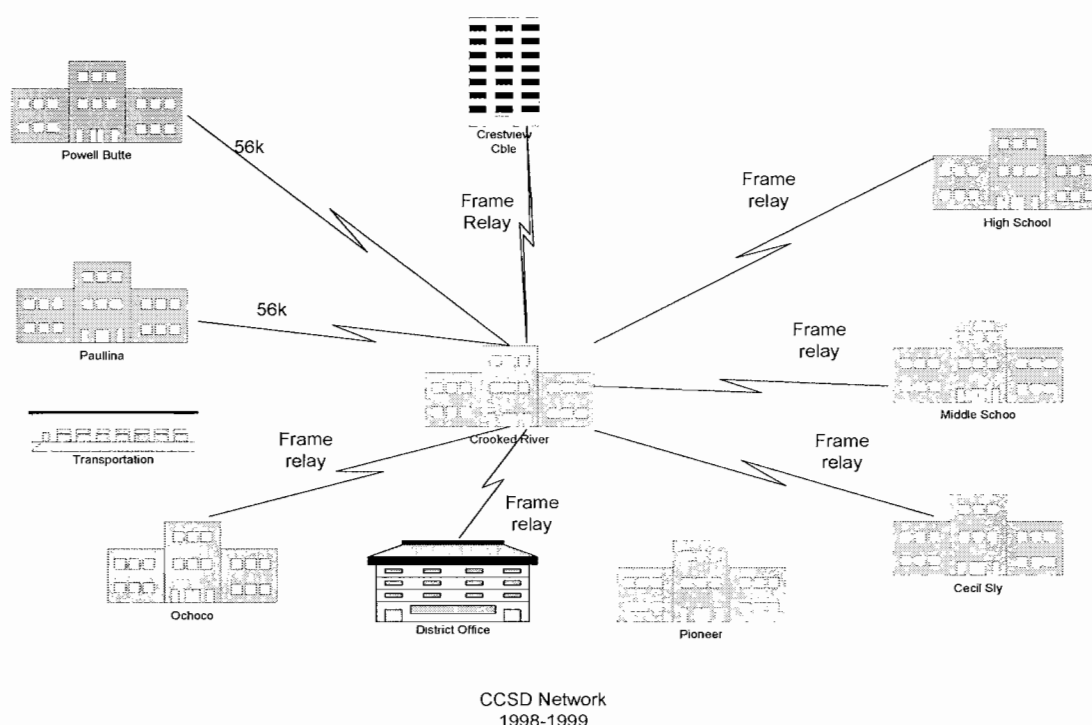 Powell Butte
56k
Crestview
Cble
Frame
Relay
Frame
relay
High School
Paullina
56k
Frame
relay
Middle Schoo
Transportation
Crooked River
Frame
relay
Frame
relay
Frame
relay
Ochoco
District Office
Pioneer
Cecil Sly
CCSD Network
1998-1999